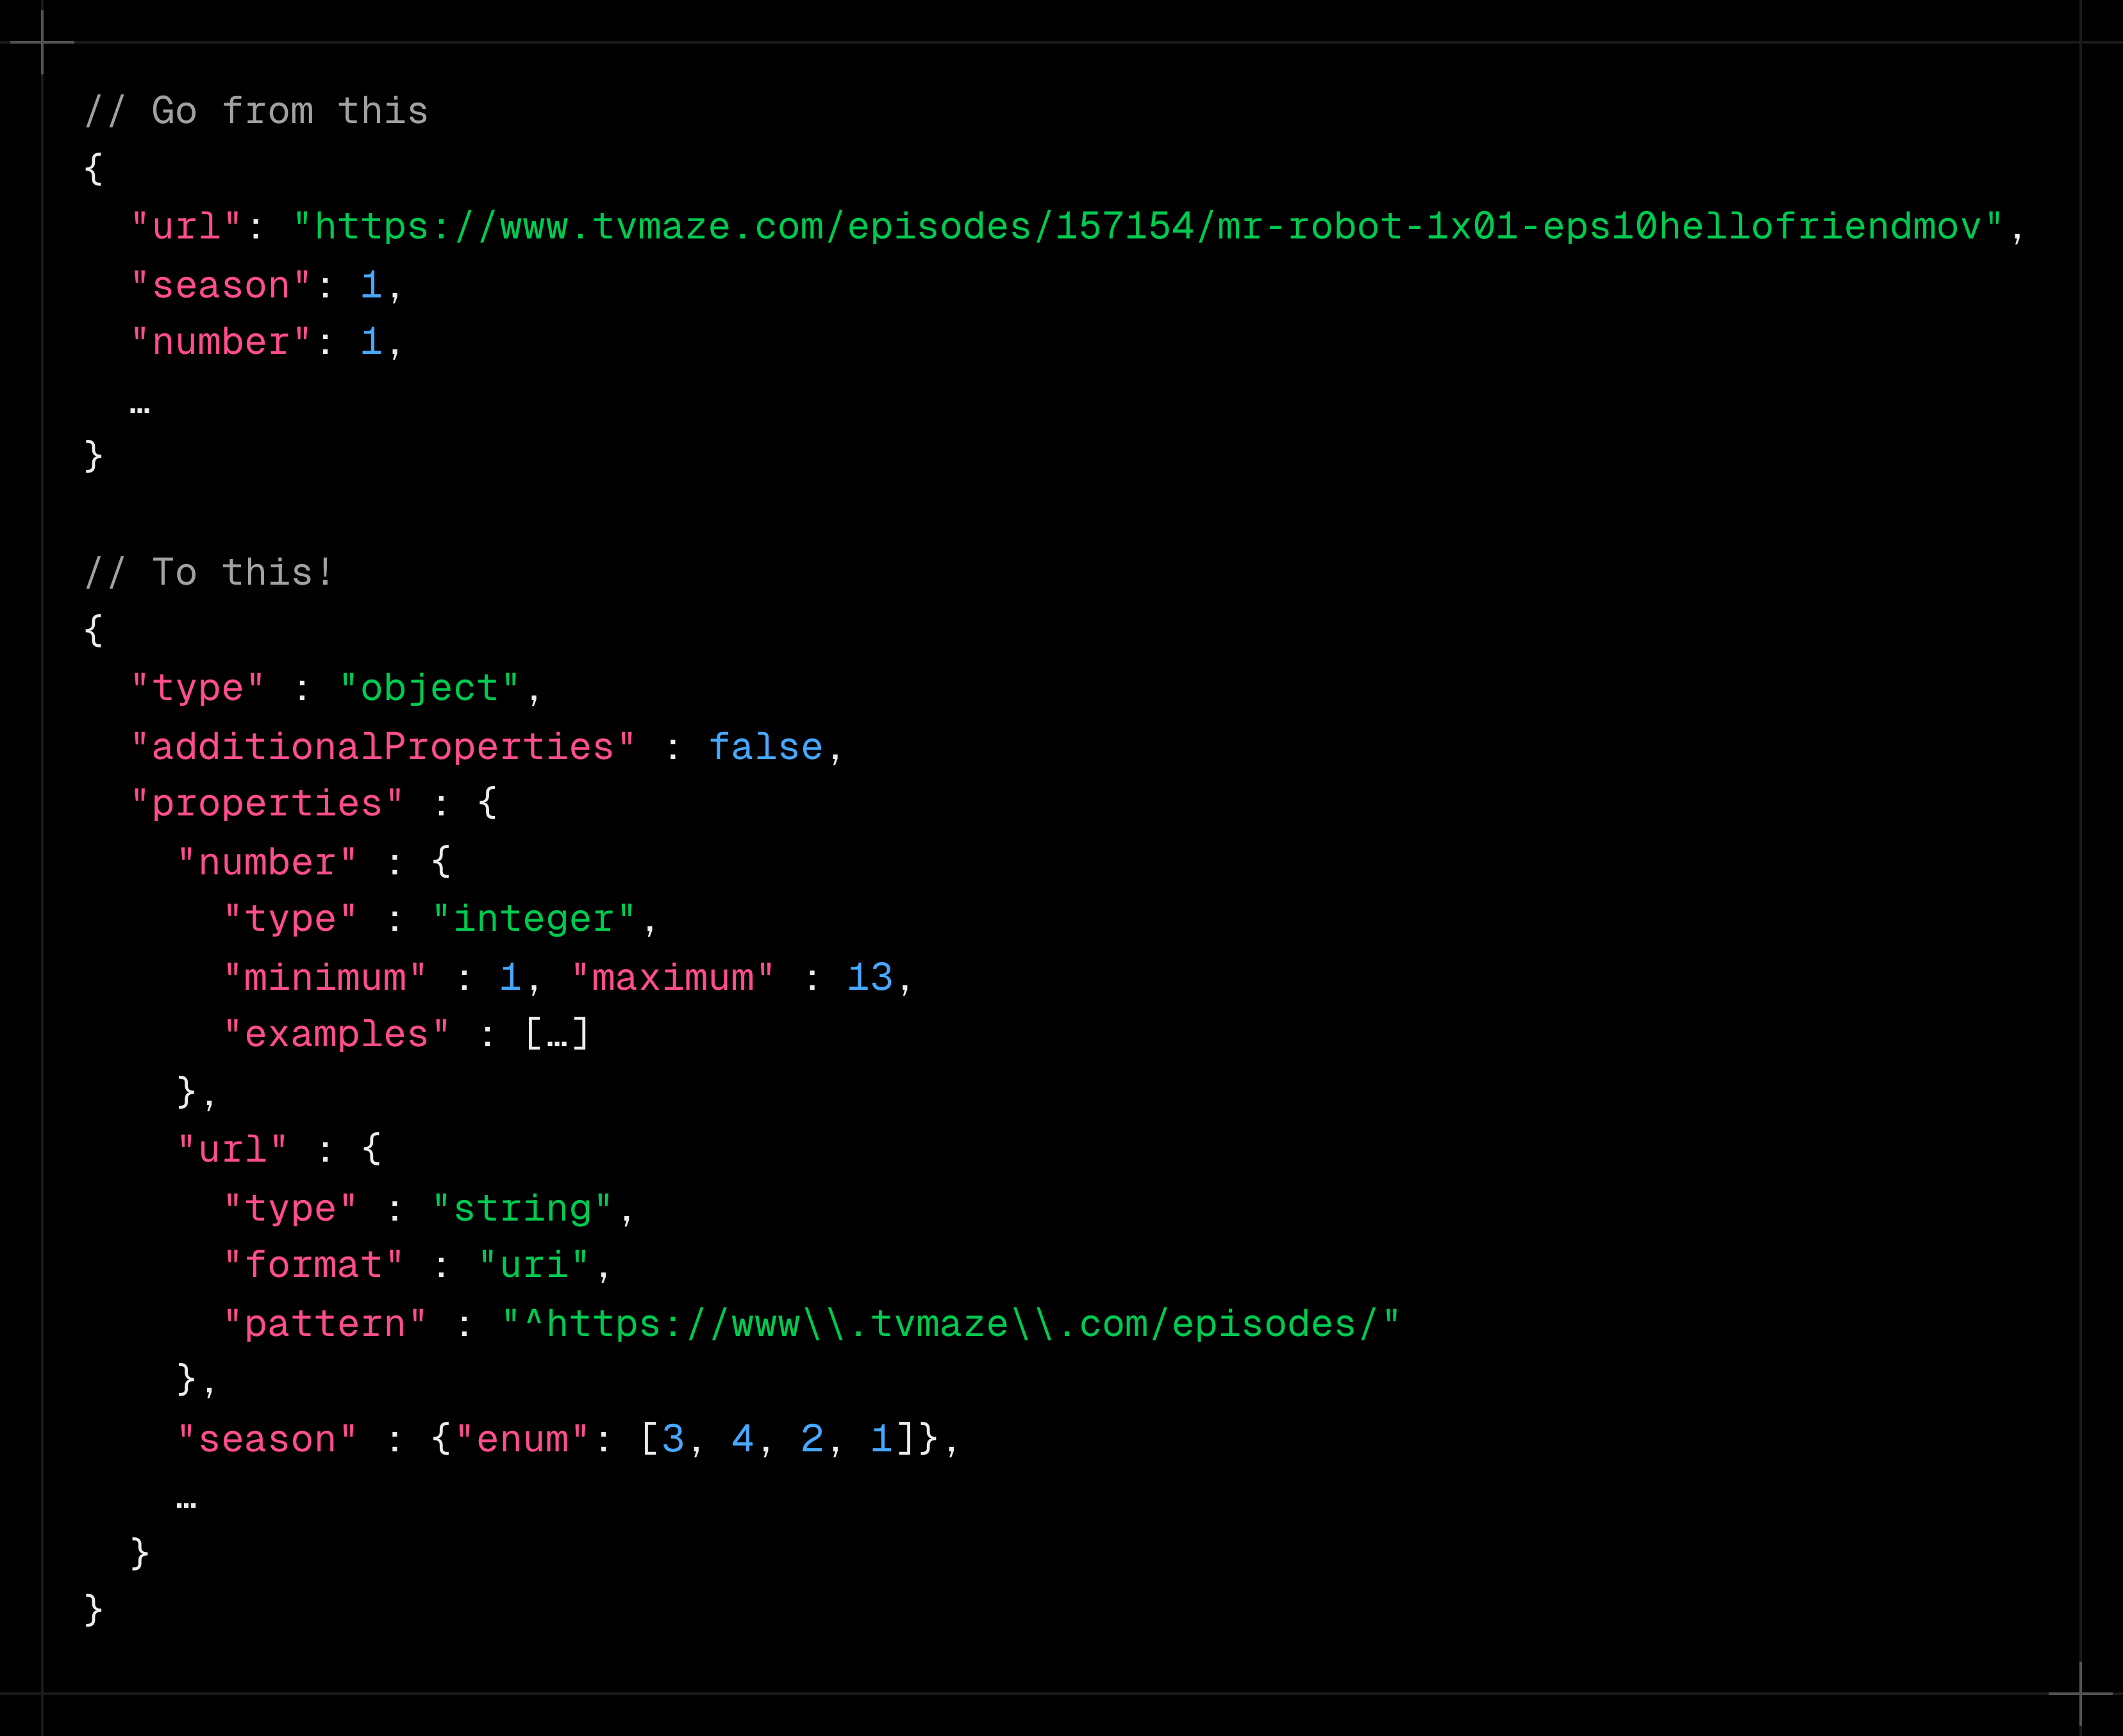 // Go from this
{
  "url": "https://www.tvmaze.com/episodes/157154/mr-robot-1x01-eps10hellofriendmov",
  "season": 1,
  "number": 1,
  …
}

// To this!
{
  "type" : "object",
  "additionalProperties" : false,
  "properties" : {
    "number" : {
      "type" : "integer",
      "minimum" : 1, "maximum" : 13,
      "examples" : […]
    },
    "url" : {
      "type" : "string",
      "format" : "uri",
      "pattern" : "^https://www\\.tvmaze\\.com/episodes/"
    },
    "season" : {"enum": [3, 4, 2, 1]},
    …
  }
}